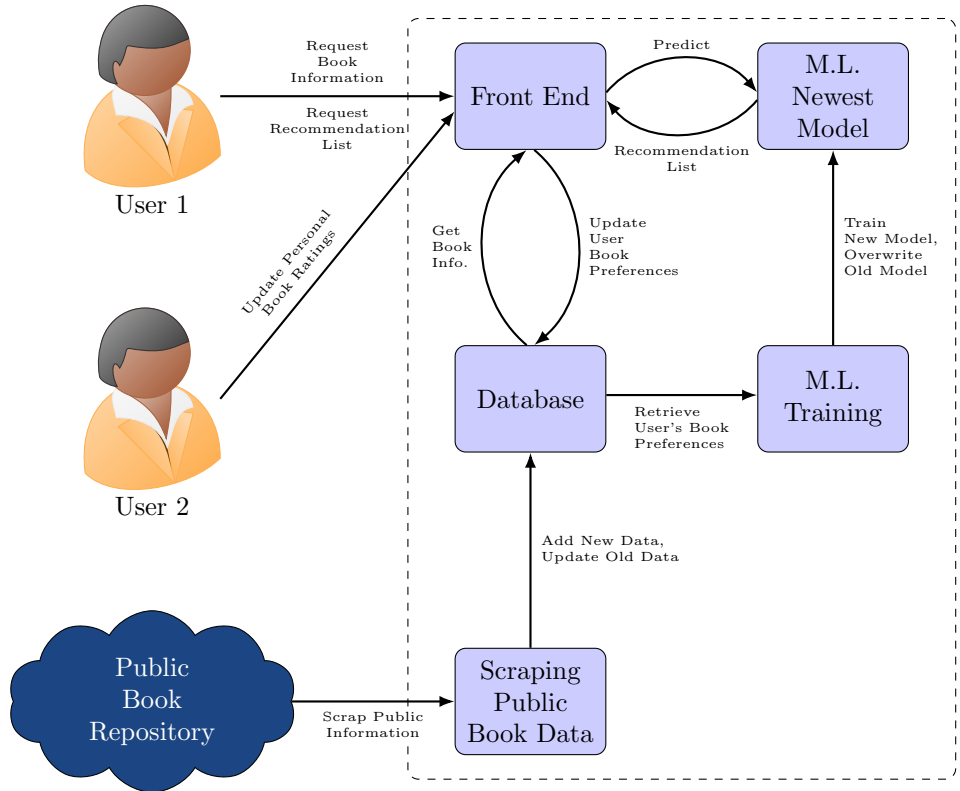 Request
Book
Information
Request
Recommendation
List
User 1
Front End
Predict
Recommendation
List
M.L.
Newest
Model
Update Personal
Book Ratings
Get
Book
Info.
Update
User
Book
Preferences
Train
New Model,
Overwrite
Old Model
User 2
Database
Retrieve
User's Book
Preferences
M.L.
Training
Add New Data,
Update Old Data
Public
Book
Repository
Scrap Public
Information
Scraping
Public
Book Data